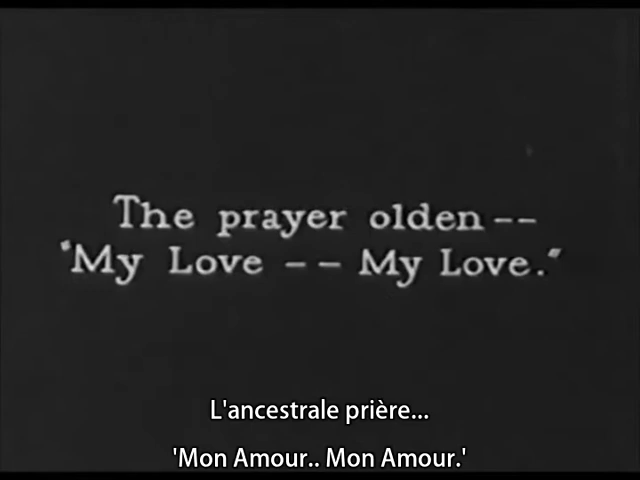 The prayer olden --
"My Love -- My Love."
L'ancestrale prière...
'Mon Amour.. Mon Amour.'